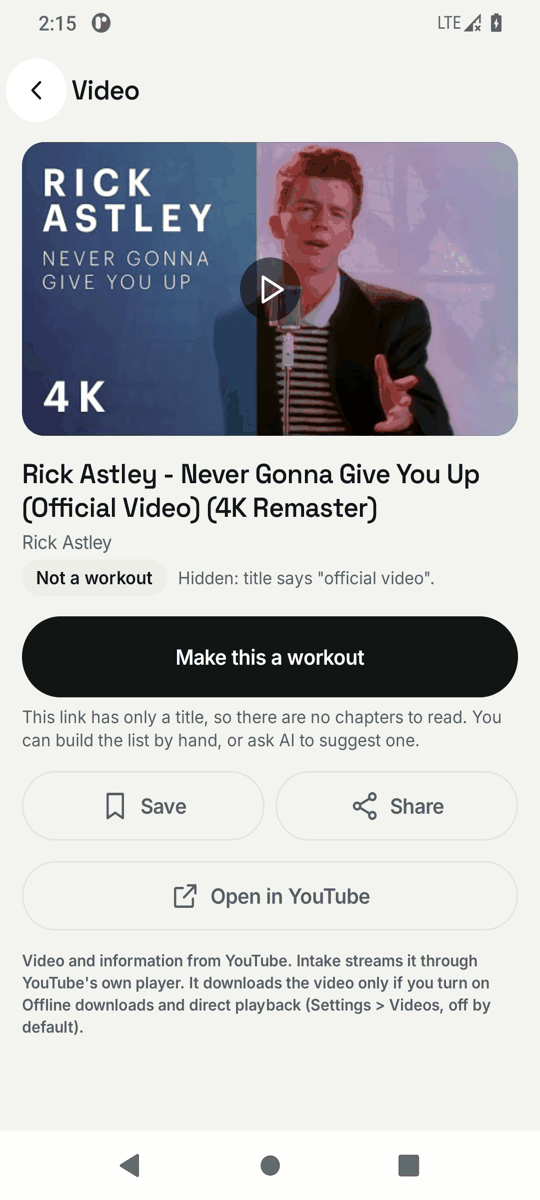 2:15
LTE
Video
RICK
ASTLEY
NEVER GONNA
GIVE YOU UP
4K
Rick Astley - Never Gonna Give You Up
(Official Video) (4K Remaster)
Rick Astley
Not a workout
Hidden: title says "official video".
Make this a workout
This link has only a title, so there are no chapters to read. You
can build the list by hand, or ask AI to suggest one.
Save
Share
Open in YouTube
Video and information from YouTube. Intake streams it through
YouTube's own player. It downloads the video only if you turn on
Offline downloads and direct playback (Settings > Videos, off by
default).